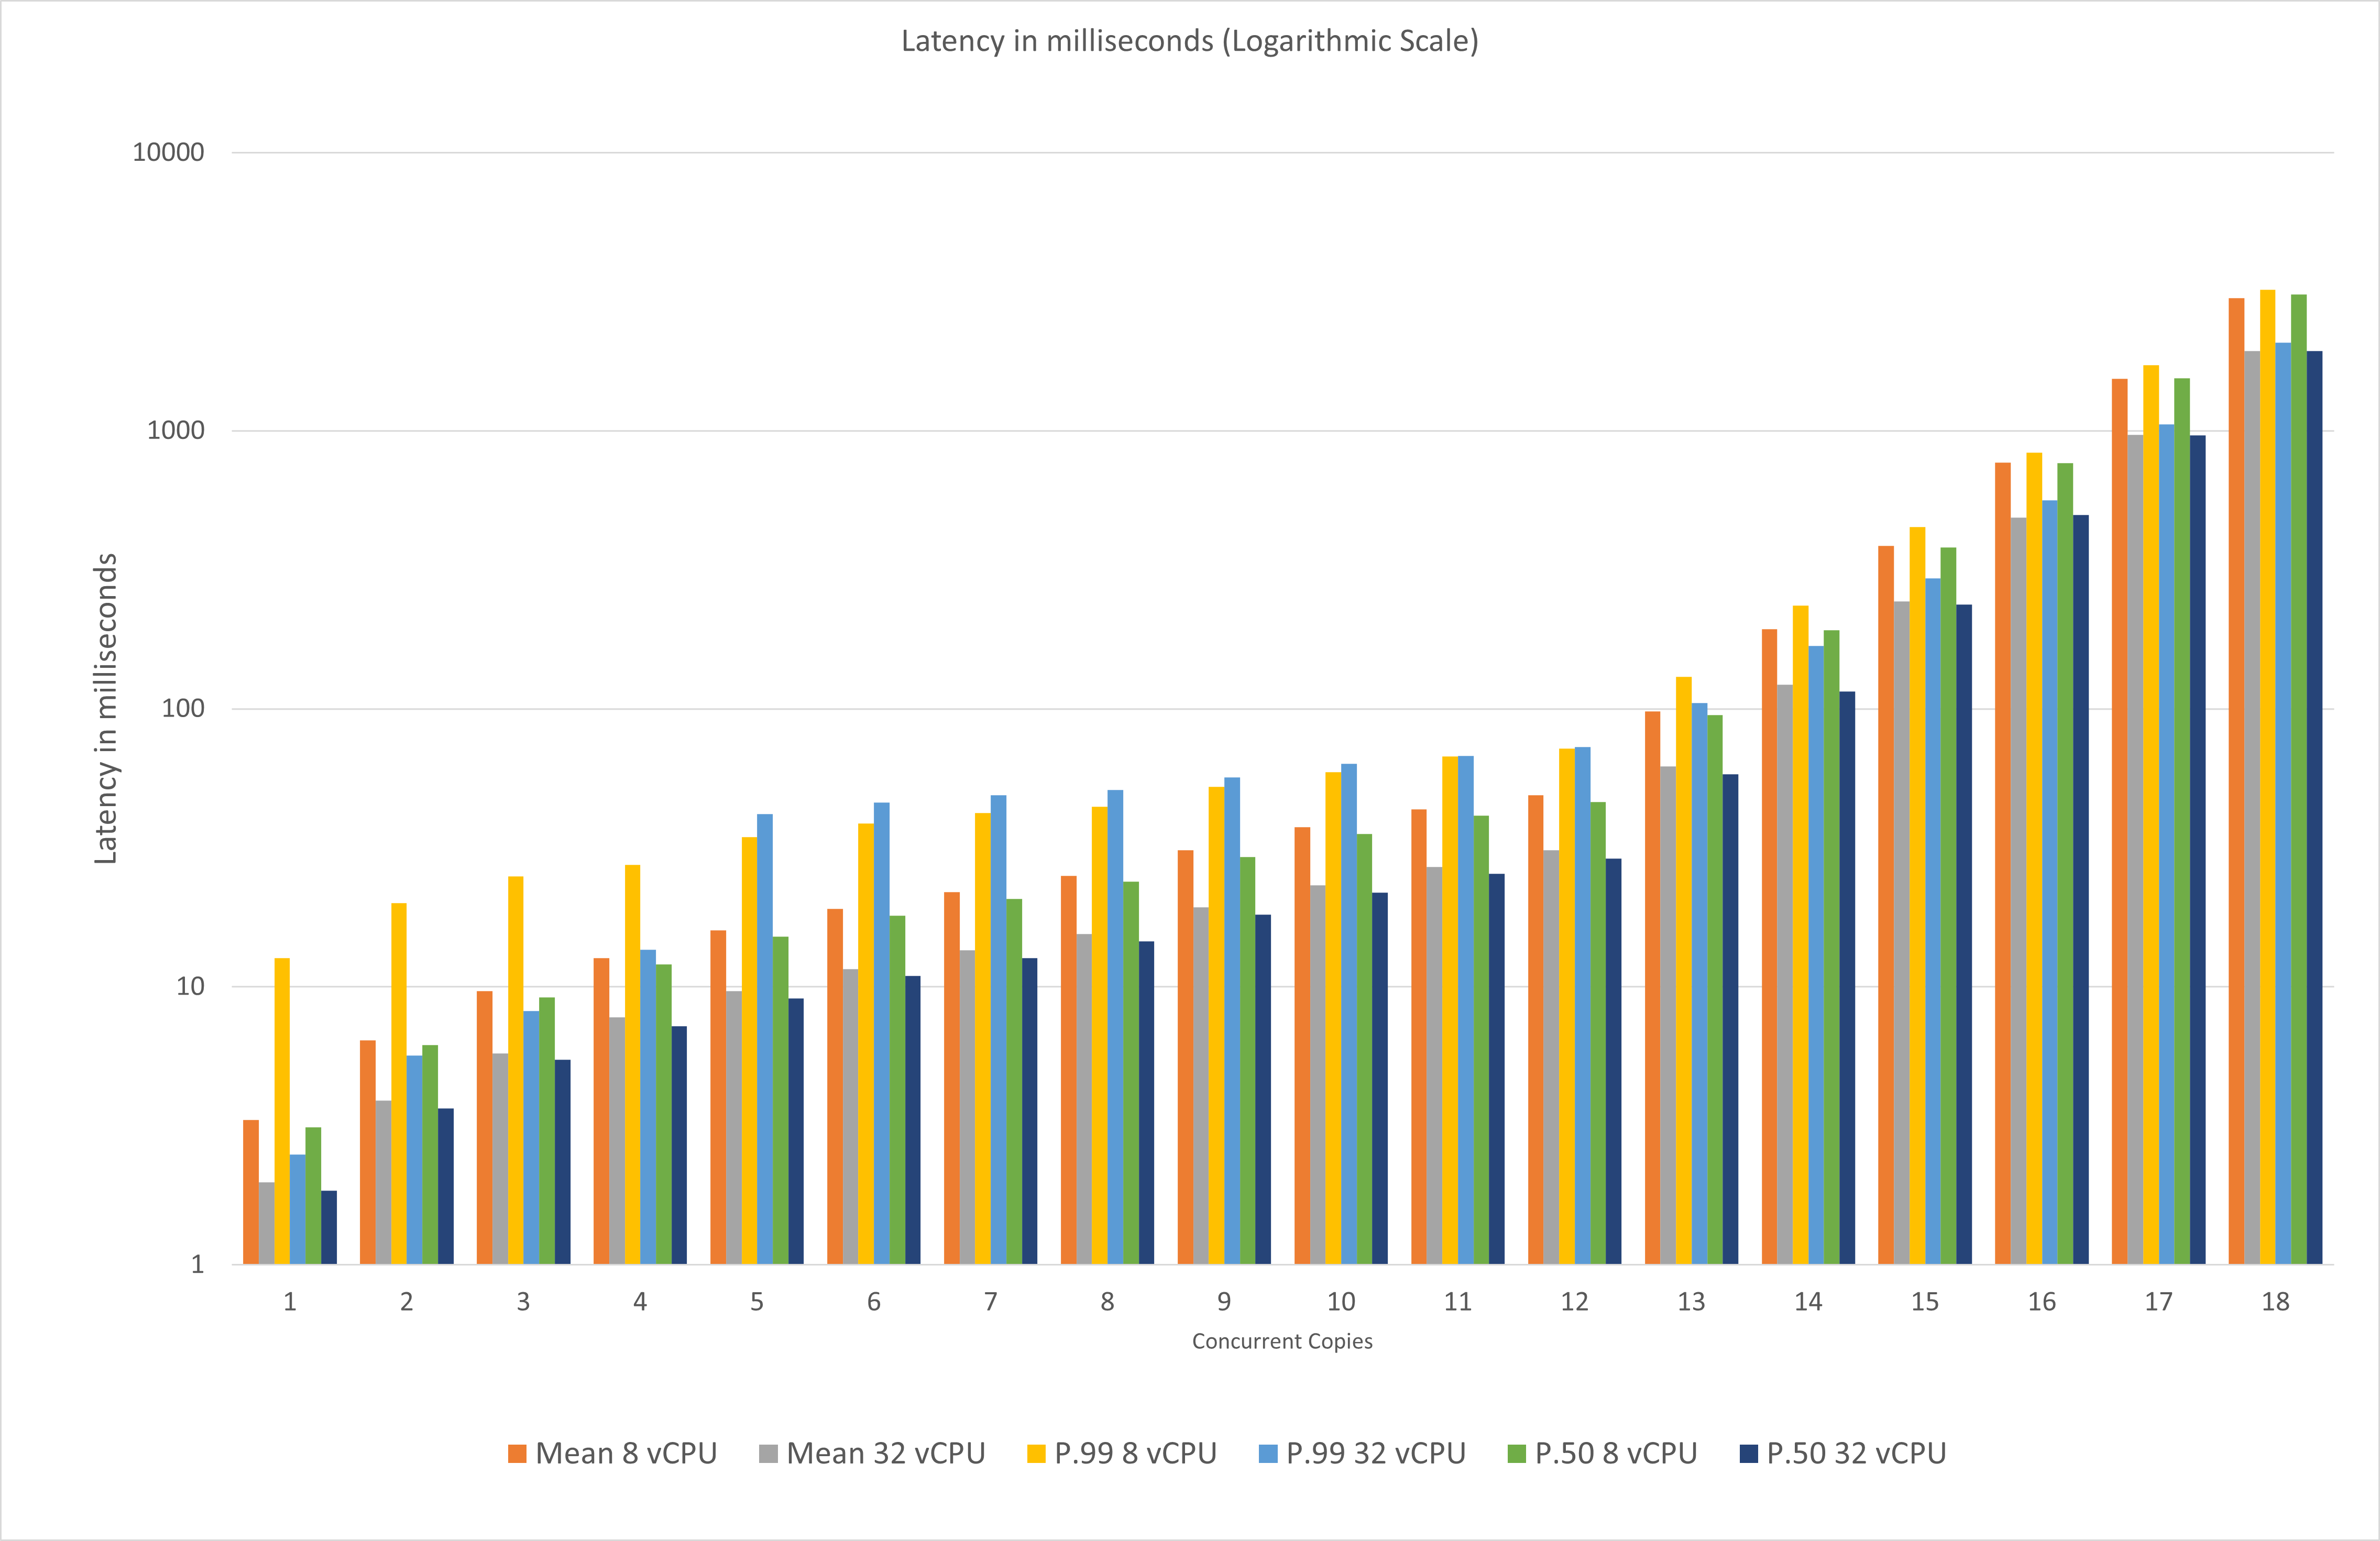 Latency in milliseconds (Logarithmic Scale)
10000
1000
100
10
1
Latency in milliseconds
1 2 3 4 5 6 7 8 9 10 11 12 13 14 15 16 17 18
Concurrent Copies
Mean 8 vCPU Mean 32 vCPU P.99 8 vCPU P.99 32 vCPU P.50 8 vCPU P.50 32 vCPU